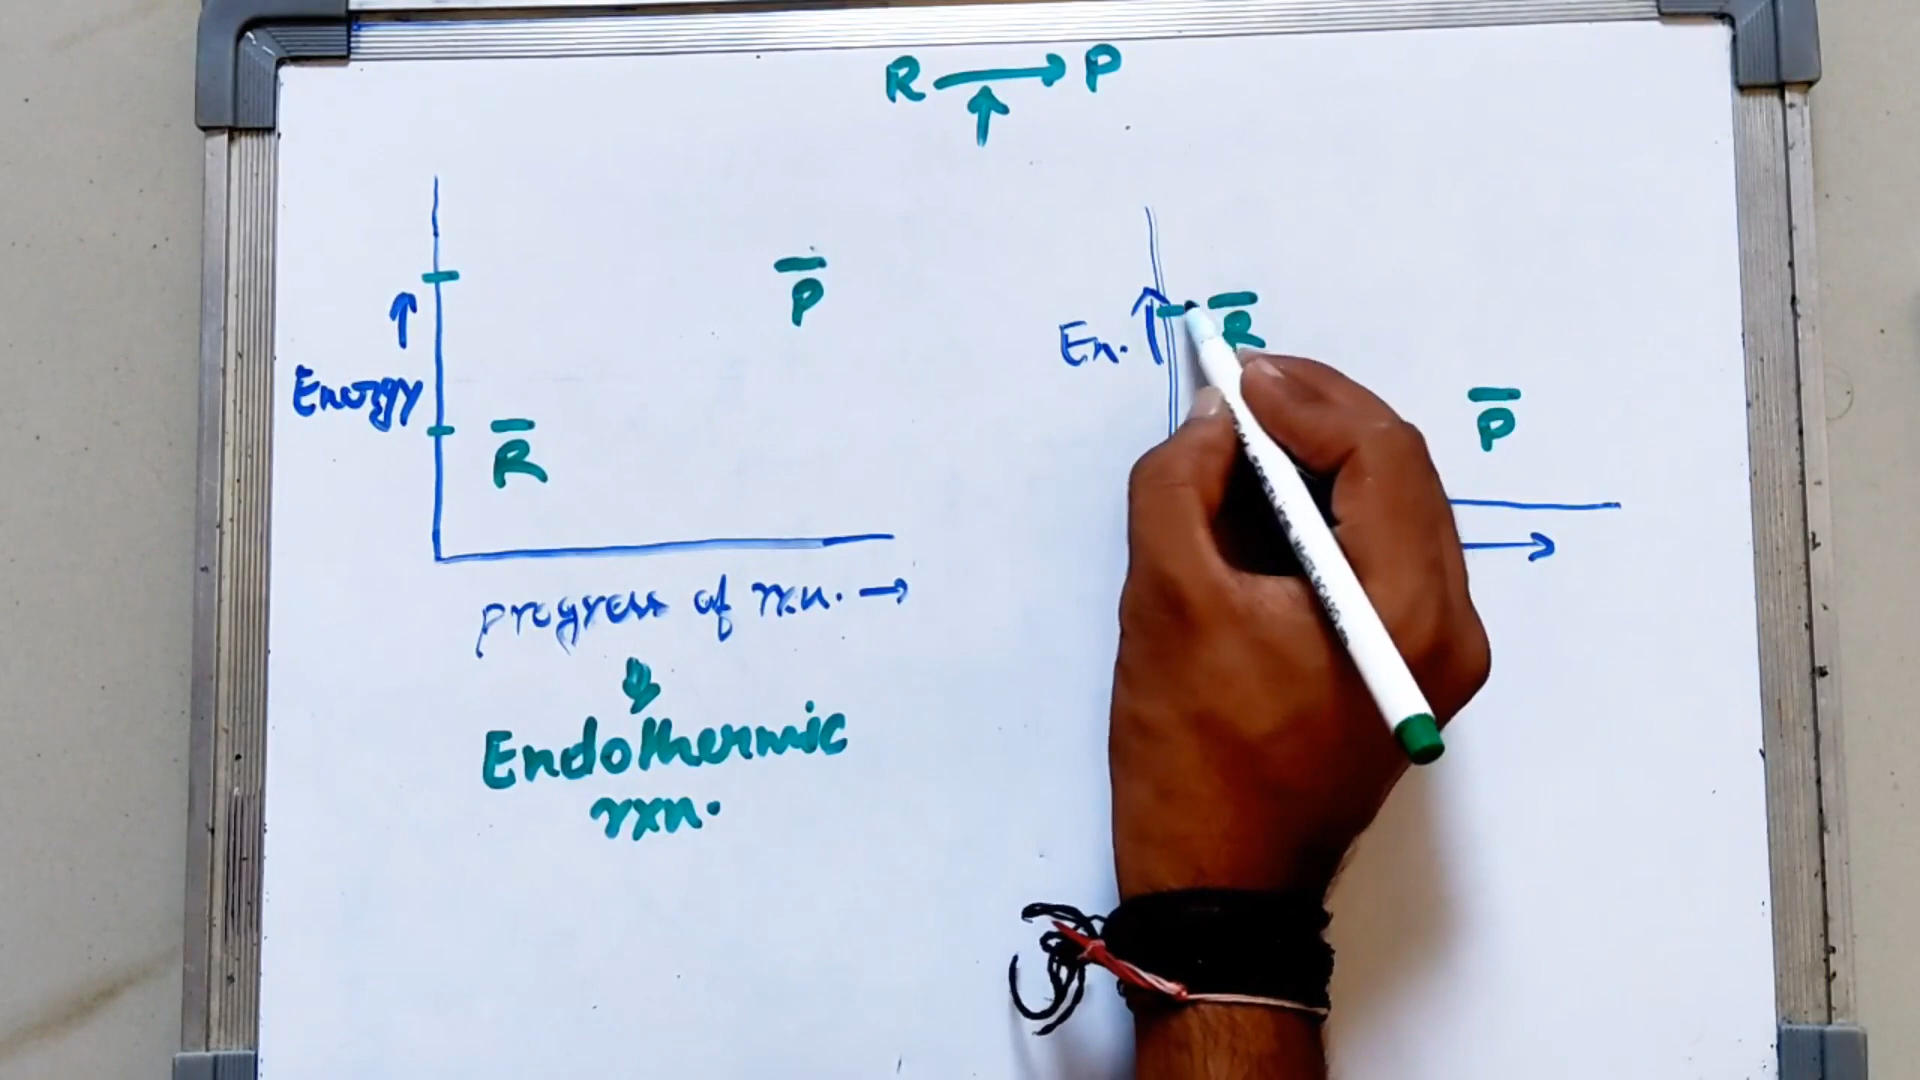 R → P
↑
P
↑
Energy
R
progress of rxn. →
Endothermic
rxn.
En. ↑
R
P